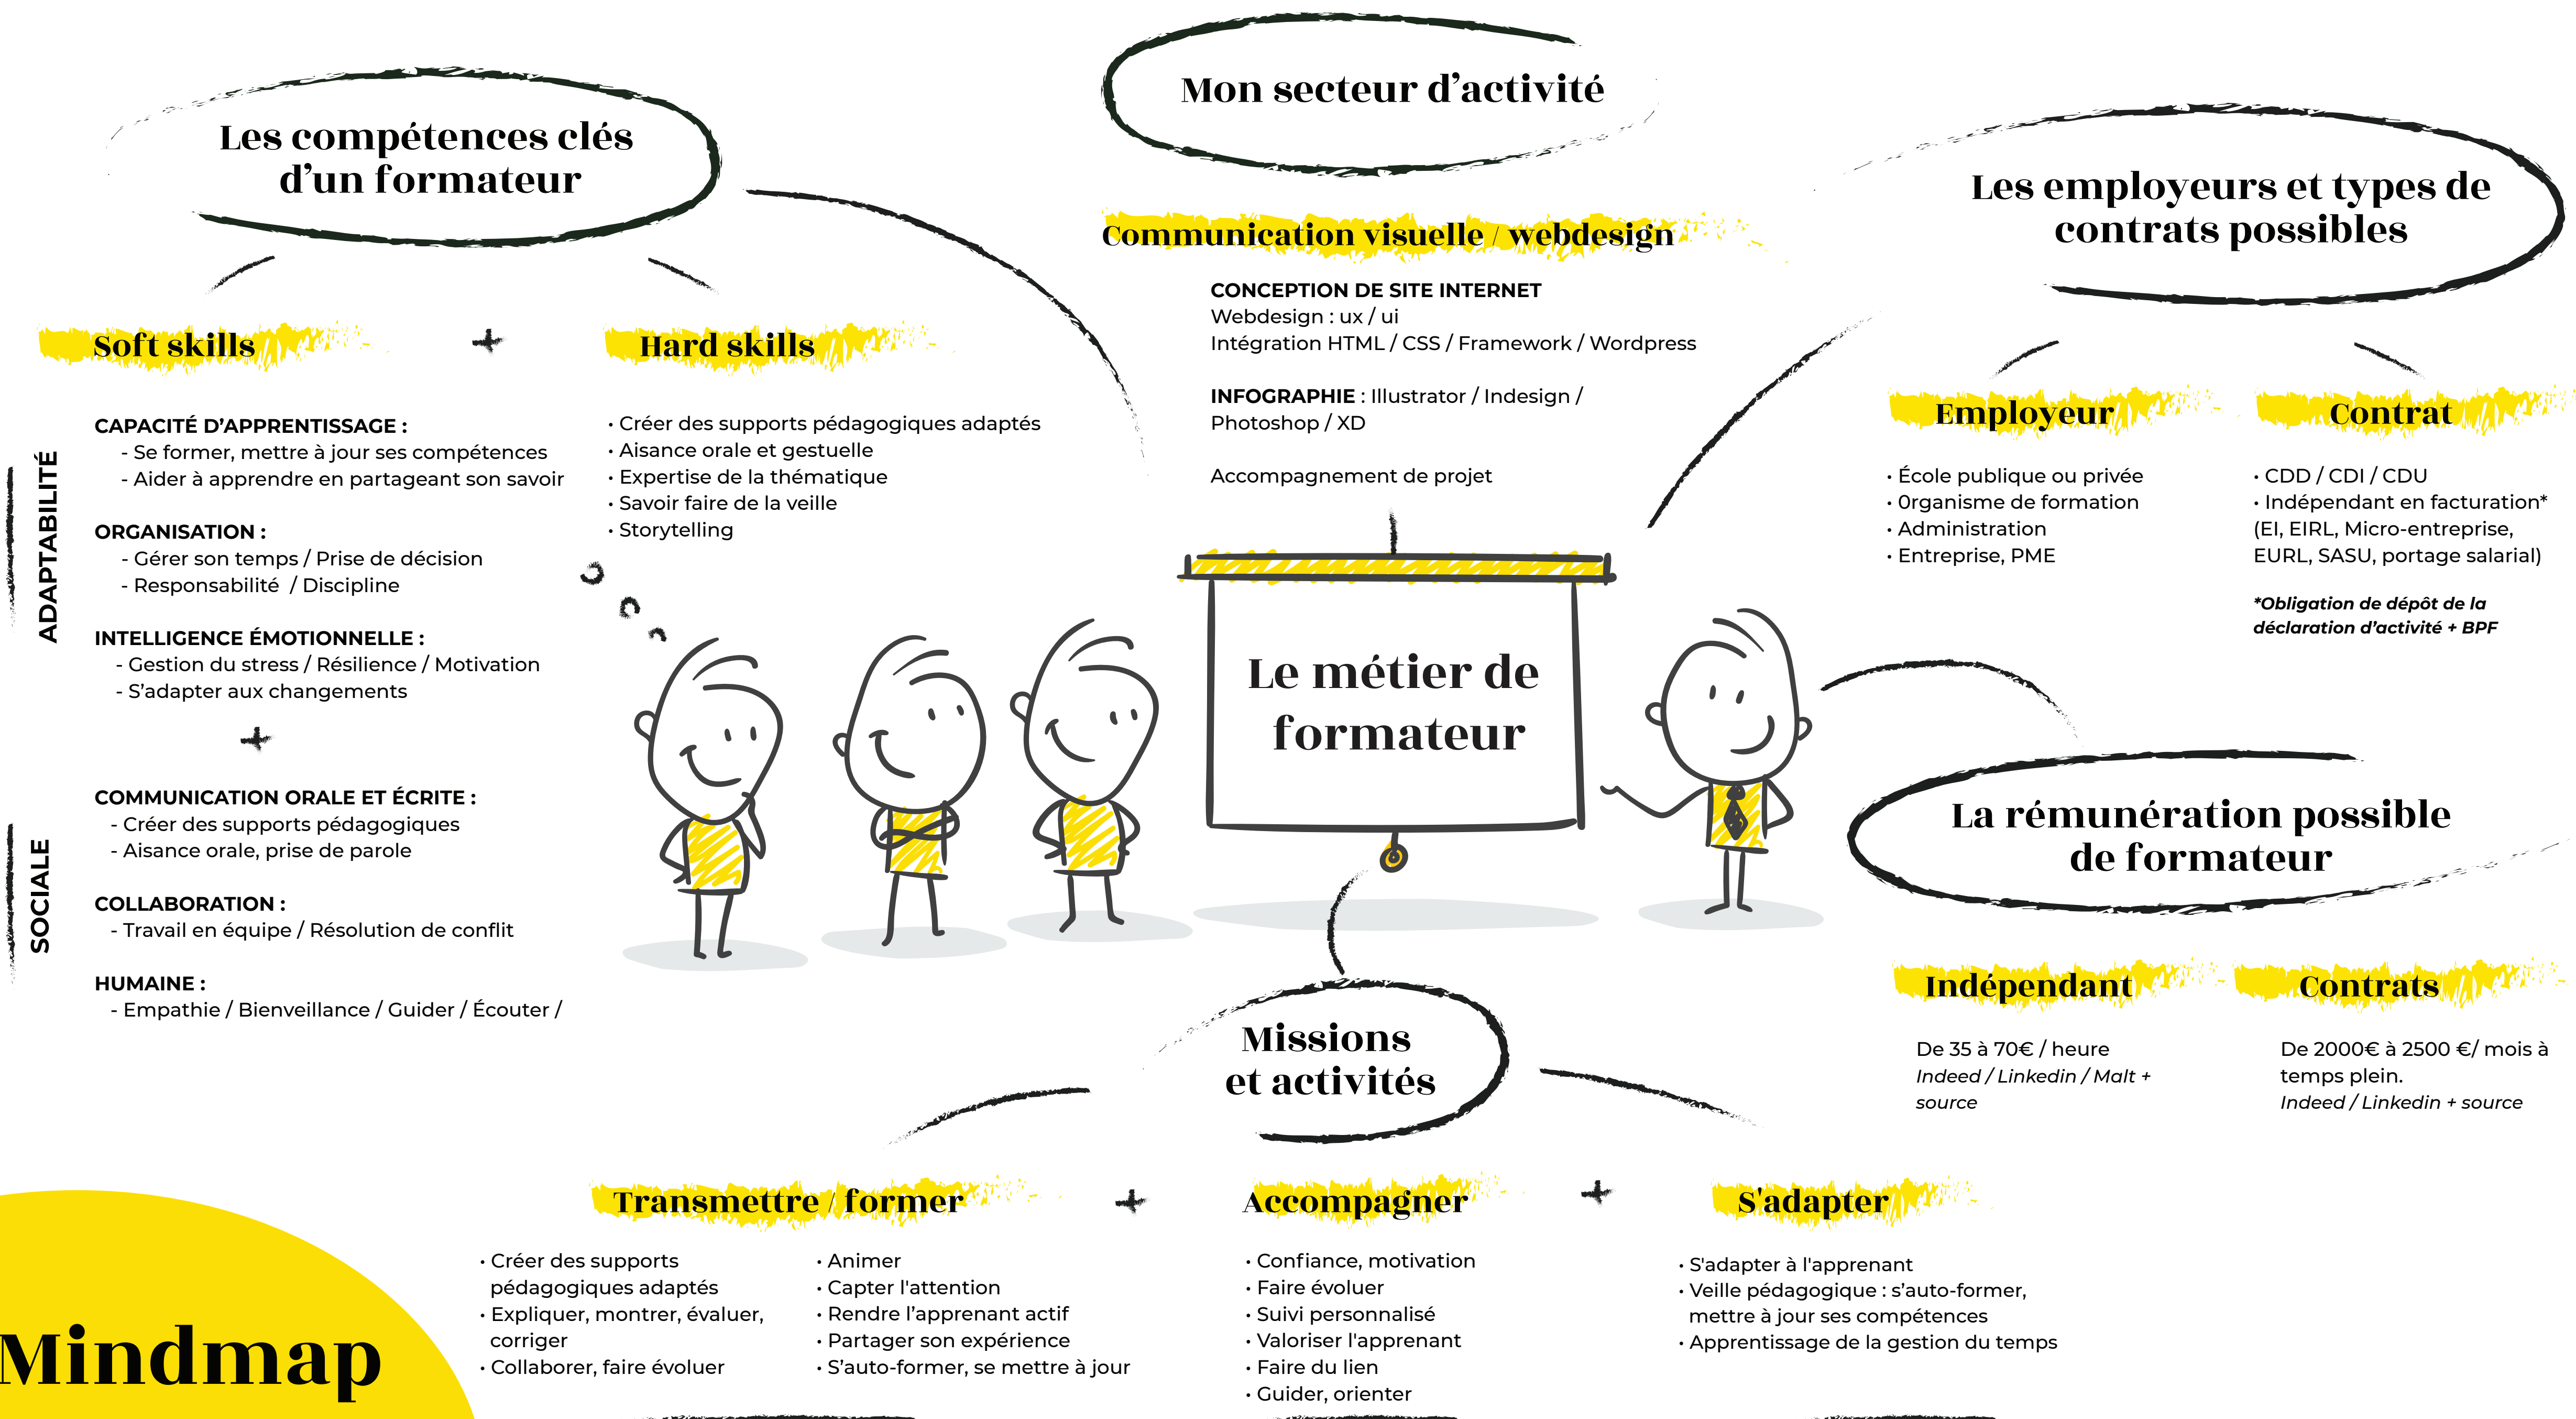 Mon secteur d’activité
Communication visuelle / webdesign
CONCEPTION DE SITE INTERNET
Webdesign : ux / ui
Intégration HTML / CSS / Framework / Wordpress
INFOGRAPHIE : Illustrator / Indesign /
Photoshop / XD
Accompagnement de projet
Les compétences clés
d’un formateur
Soft skills
+
Hard skills
ADAPTABILITÉ
CAPACITÉ D’APPRENTISSAGE :
- Se former, mettre à jour ses compétences
- Aider à apprendre en partageant son savoir
ORGANISATION :
- Gérer son temps / Prise de décision
- Responsabilité  / Discipline
INTELLIGENCE ÉMOTIONNELLE :
- Gestion du stress / Résilience / Motivation
- S’adapter aux changements
+
SOCIALE
COMMUNICATION ORALE ET ÉCRITE :
- Créer des supports pédagogiques
- Aisance orale, prise de parole
COLLABORATION :
- Travail en équipe / Résolution de conflit
HUMAINE :
- Empathie / Bienveillance / Guider / Écouter /
• Créer des supports pédagogiques adaptés
• Aisance orale et gestuelle
• Expertise de la thématique
• Savoir faire de la veille
• Storytelling
Le métier de
formateur
Les employeurs et types de
contrats possibles
Employeur
• École publique ou privée
• 0rganisme de formation
• Administration
• Entreprise, PME
Contrat
• CDD / CDI / CDU
• Indépendant en facturation*
(EI, EIRL, Micro-entreprise,
EURL, SASU, portage salarial)
*Obligation de dépôt de la
déclaration d’activité + BPF
La rémunération possible
de formateur
Indépendant
De 35 à 70€ / heure
Indeed / Linkedin / Malt +
source
Contrats
De 2000€ à 2500 €/ mois à
temps plein.
Indeed / Linkedin + source
Missions
et activités
Transmettre / former
• Créer des supports
pédagogiques adaptés
• Expliquer, montrer, évaluer,
corriger
• Collaborer, faire évoluer
• Animer
• Capter l'attention
• Rendre l’apprenant actif
• Partager son expérience
• S’auto-former, se mettre à jour
+
Accompagner
• Confiance, motivation
• Faire évoluer
• Suivi personnalisé
• Valoriser l'apprenant
• Faire du lien
• Guider, orienter
+
S'adapter
• S'adapter à l'apprenant
• Veille pédagogique : s’auto-former,
mettre à jour ses compétences
• Apprentissage de la gestion du temps
Mindmap